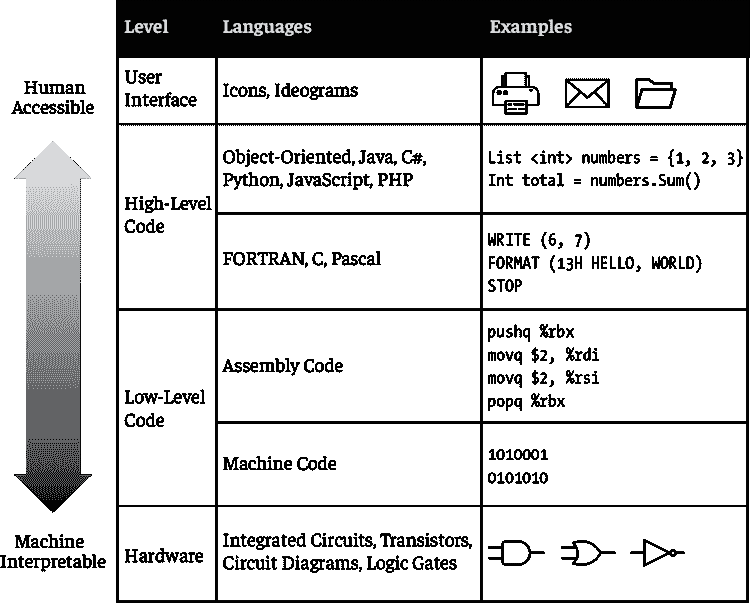 Level Languages Examples
Human
Accessible
User
Interface
Icons, Ideograms
High-Level
Code
Object-Oriented, Java, C#,
Python, JavaScript, PHP
List <int> numbers = {1, 2, 3}
Int total = numbers.Sum()
FORTRAN, C, Pascal
WRITE (6, 7)
FORMAT (13H HELLO, WORLD)
STOP
Low-Level
Code
Assembly Code
pushq %rbx
movq $2, %rdi
movq $2, %rsi
popq %rbx
Machine Code
1010001
0101010
Machine
Interpretable
Hardware
Integrated Circuits, Transistors,
Circuit Diagrams, Logic Gates